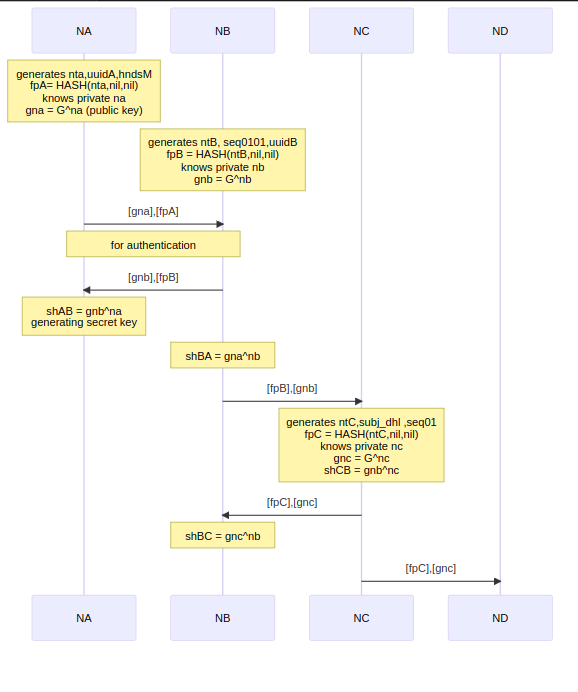 NA
NB
NC
ND
generates nta,uuidA,hndsM
fpA= HASH(nta,nil,nil)
knows private na
gna = G^na (public key)
generates ntB, seq0101,uuidB
fpB = HASH(ntB,nil,nil)
knows private nb
gnb = G^nb
[gna],[fpA]
for authentication
[gnb],[fpB]
shAB = gnb^na
generating secret key
shBA = gna^nb
[fpB],[gnb]
generates ntC,subj_dhl ,seq01
fpC = HASH(ntC,nil,nil)
knows private nc
gnc = G^nc
shCB = gnb^nc
[fpC],[gnc]
shBC = gnc^nb
[fpC],[gnc]
NA
NB
NC
ND